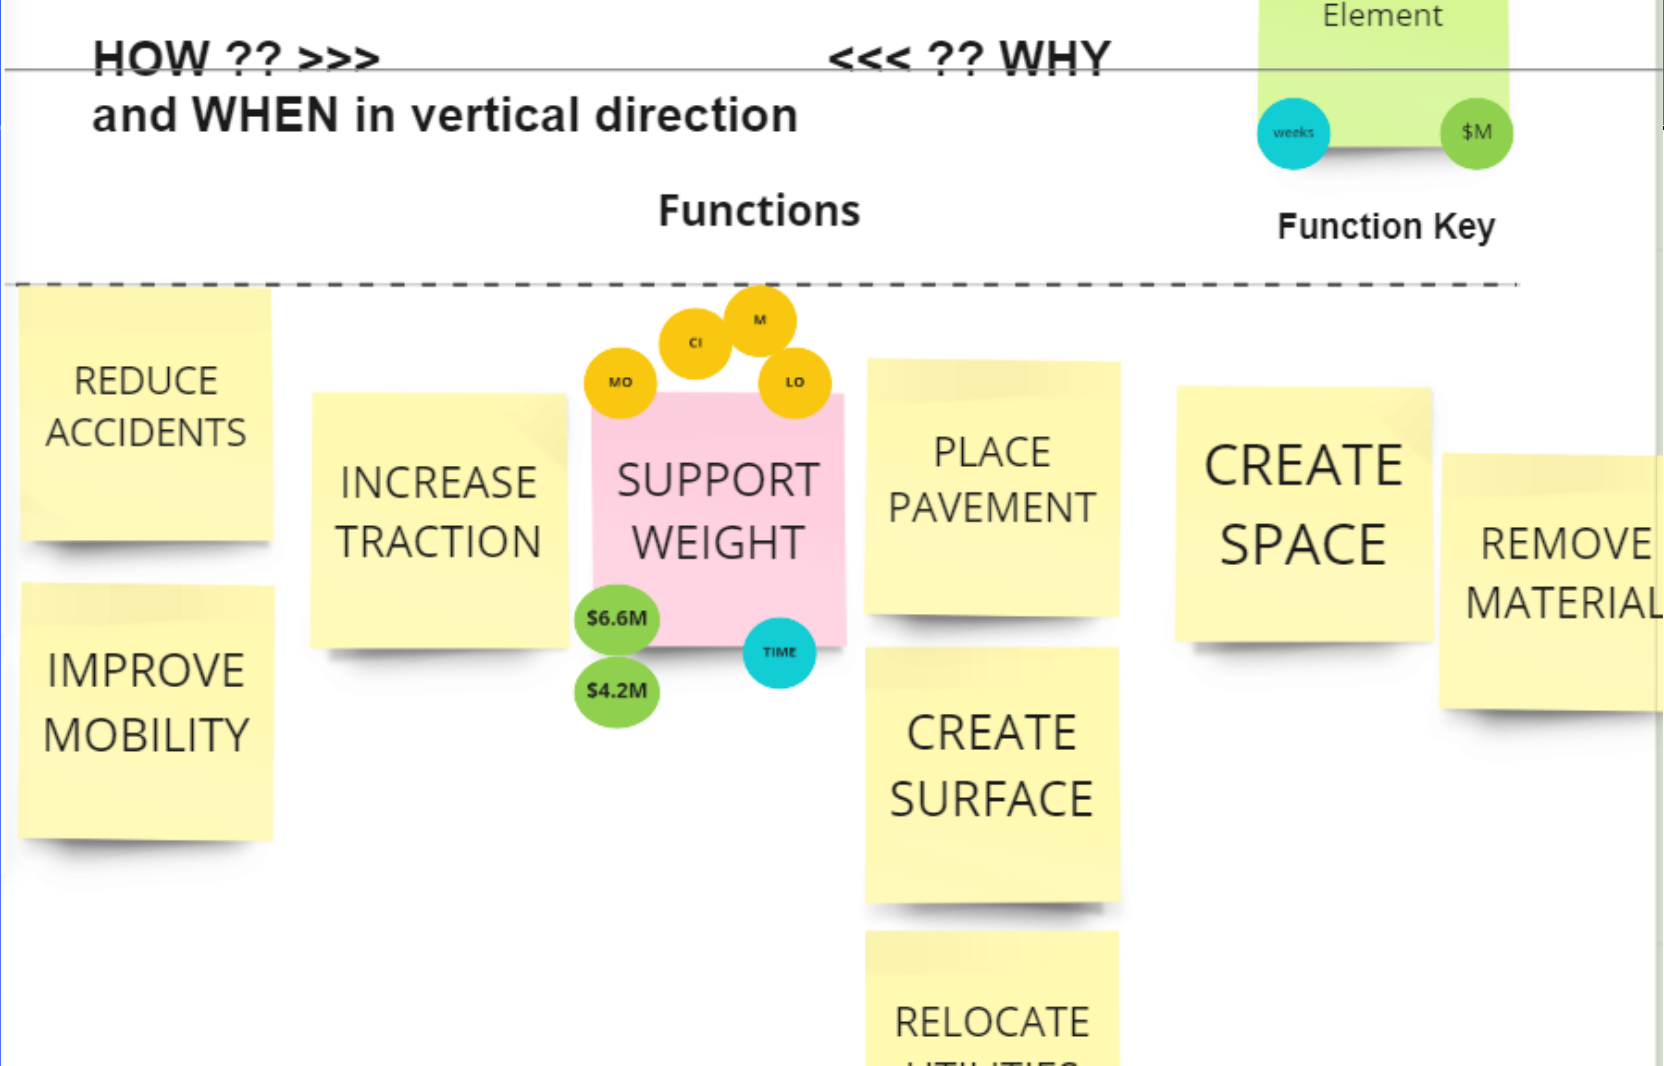 Element
HOW ?? >>>
<<< ?? WHY
and WHEN in vertical direction
weeks
$M
Functions
Function Key
REDUCE
ACCIDENTS
IMPROVE
MOBILITY
INCREASE
TRACTION
MO
CI
M
LO
SUPPORT
WEIGHT
$6.6M
$4.2M
TIME
PLACE
PAVEMENT
CREATE
SURFACE
RELOCATE
UTILITIES
CREATE
SPACE
REMOVE
MATERIAL